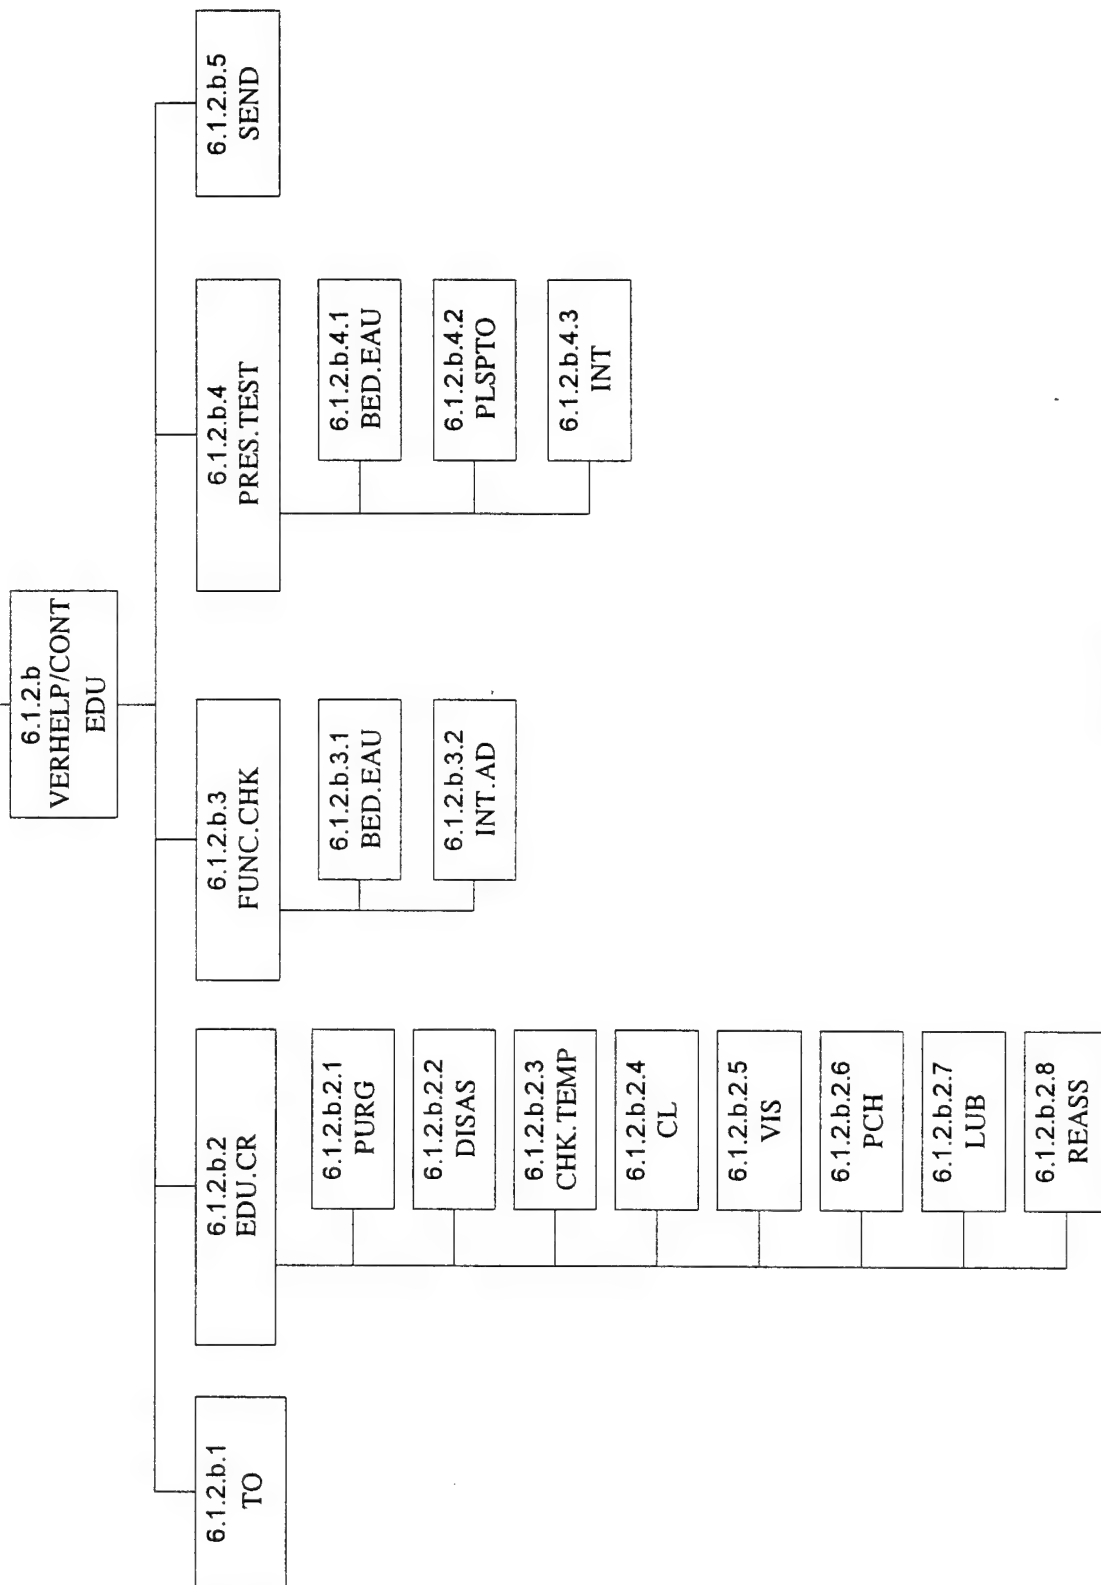 6.1.2.b
VERHELP/CONT
EDU
6.1.2.b.1
TO
6.1.2.b.2
EDU.CR
6.1.2.b.2.1
PURG
6.1.2.b.2.2
DISAS
6.1.2.b.2.3
CHK.TEMP
6.1.2.b.2.4
CL
6.1.2.b.2.5
VIS
6.1.2.b.2.6
PCH
6.1.2.b.2.7
LUB
6.1.2.b.2.8
REASS
6.1.2.b.3
FUNC.CHK
6.1.2.b.3.1
BED.EAU
6.1.2.b.3.2
INT.AD
6.1.2.b.4
PRES.TEST
6.1.2.b.4.1
BED.EAU
6.1.2.b.4.2
PLSPTO
6.1.2.b.4.3
INT
6.1.2.b.5
SEND